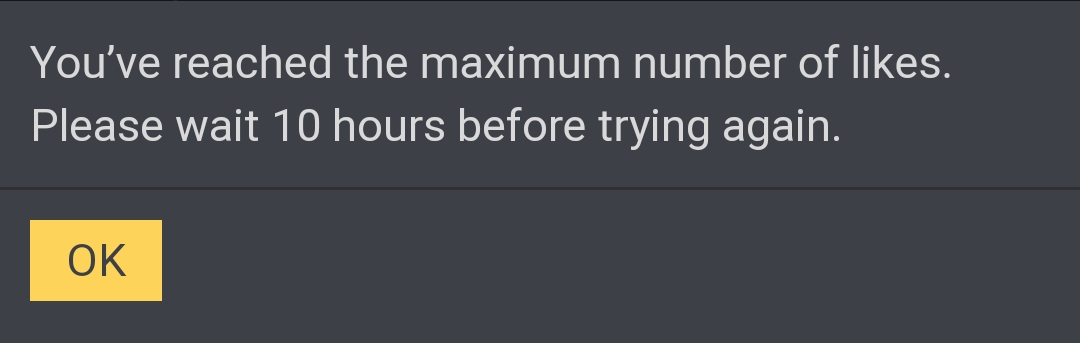 You’ve reached the maximum number of likes.
Please wait 10 hours before trying again.
OK